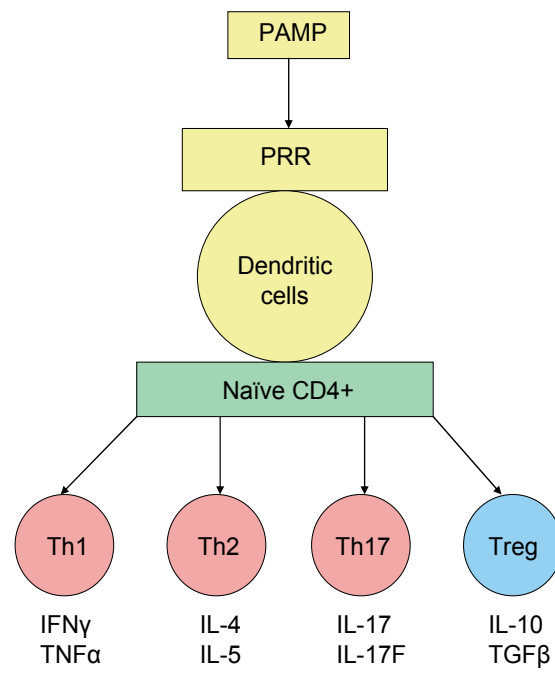 PAMP
PRR
Dendritic
cells
Naïve CD4+
Th1
Th2
Th17
Treg
IFNγ
TNFα
IL-4
IL-5
IL-17
IL-17F
IL-10
TGFβ